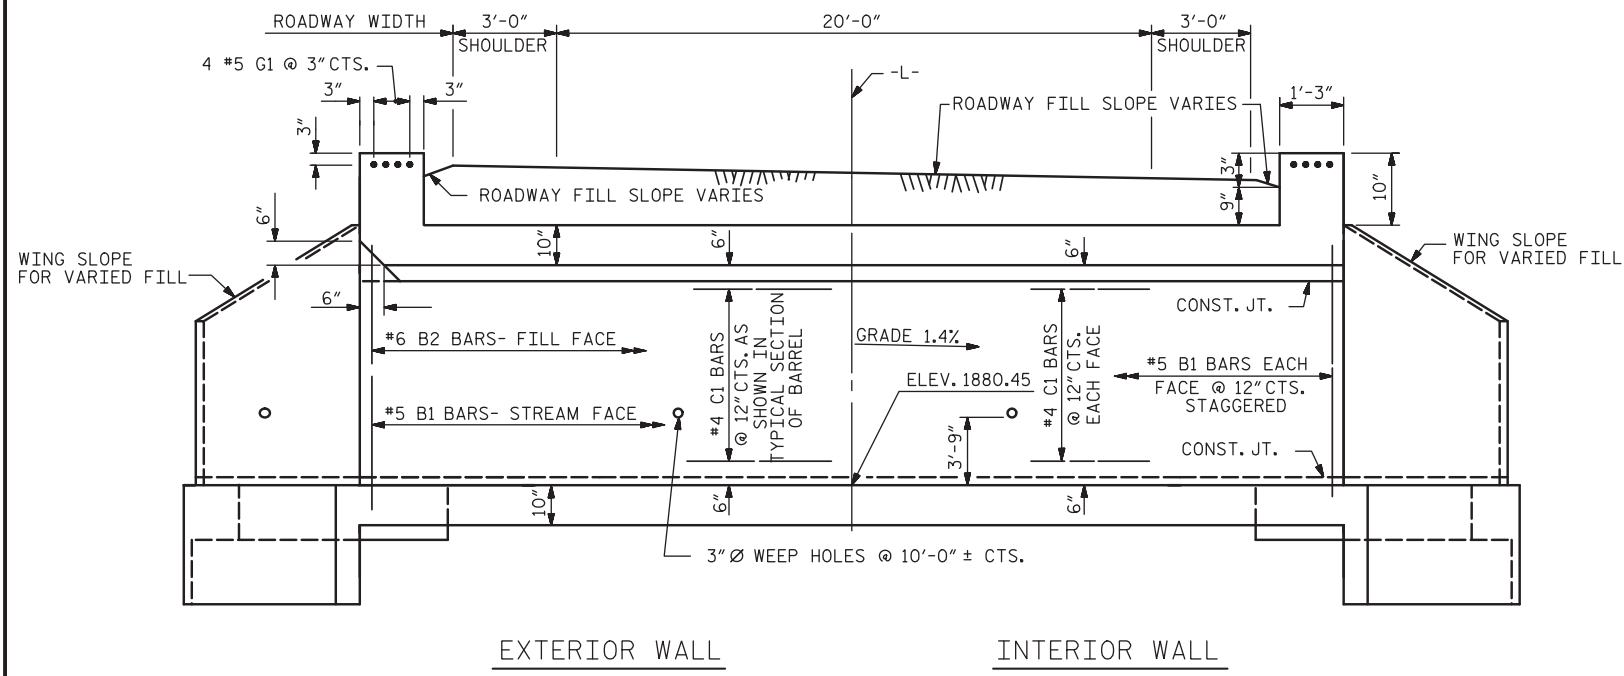 ROADWAY WIDTH
3'-0"
SHOULDER
20'-0"
3'-0"
SHOULDER
4 #5 G1 @ 3"CTS.
-L-
3"
3"
1'-3"
ROADWAY FILL SLOPE VARIES
3"
3"
10"
ROADWAY FILL SLOPE VARIES
9"
6"
10"
6"
6"
WING SLOPE
FOR VARIED FILL
WING SLOPE
FOR VARIED FILL
6"
CONST. JT.
#6 B2 BARS- FILL FACE
#4 C1 BARS
@ 12"CTS. AS
SHOWN IN
TYPICAL SECTION
OF BARREL
GRADE 1.4%
#4 C1 BARS
@ 12"CTS.
EACH FACE
#5 B1 BARS EACH
FACE @ 12"CTS.
STAGGERED
ELEV. 1880.45
#5 B1 BARS- STREAM FACE
3'-9"
CONST. JT.
10"
6"
6"
3"Ø WEEP HOLES @ 10'-0" ± CTS.
EXTERIOR WALL
INTERIOR WALL